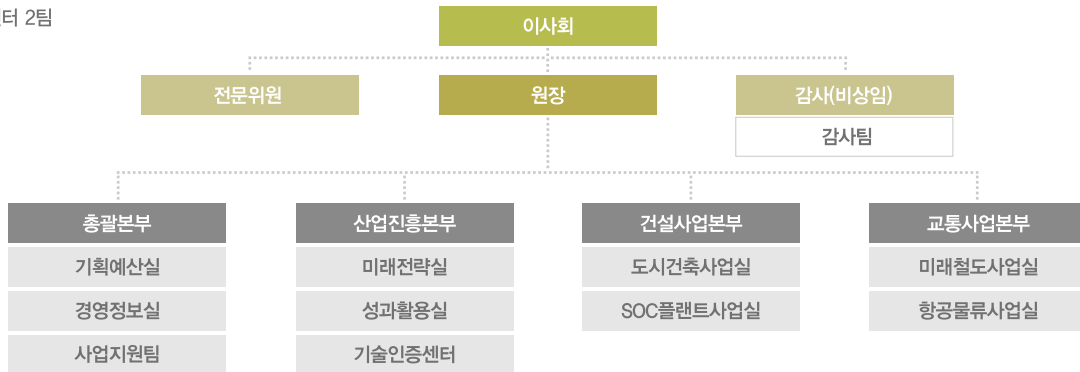 2팀
이사회
전문위원
원장
감사(비상임)
감사팀
총괄본부
산업진흥본부
건설사업본부
교통사업본부
기획예산실
미래전략실
도시건축사업실
미래철도사업실
경영정보실
성과활용실
SOC플랜트사업실
항공물류사업실
사업지원팀
기술인증센터